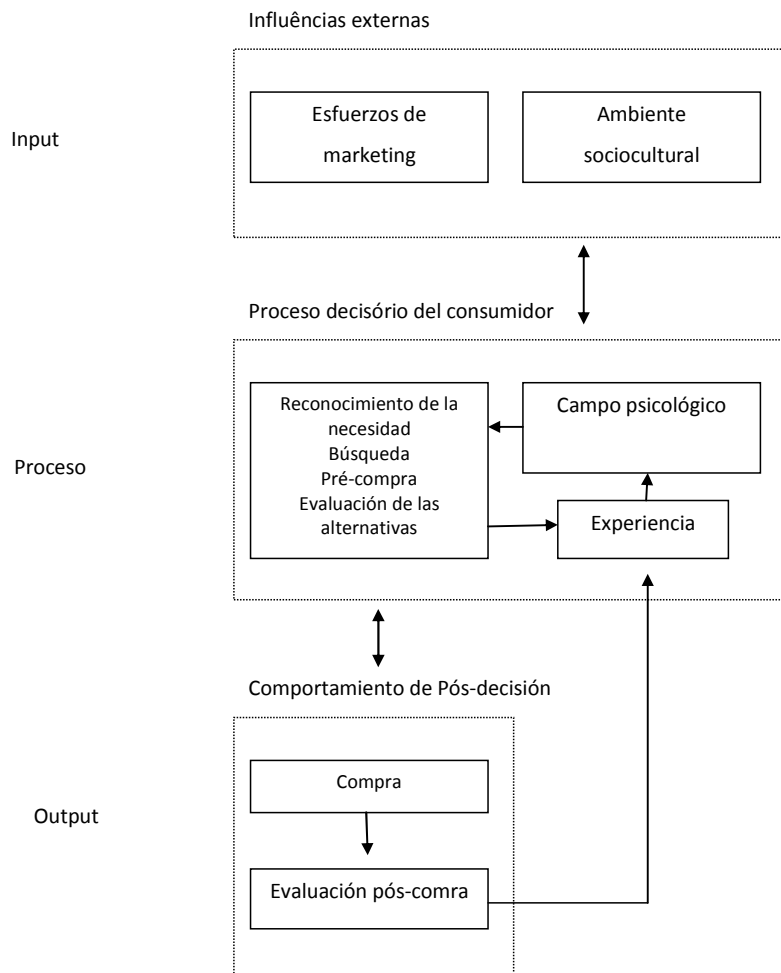 Influências externas
Input
Esfuerzos de
marketing
Ambiente
sociocultural
Proceso decisório del consumidor
Proceso
Reconocimiento de la
necesidad
Búsqueda
Pré-compra
Evaluación de las
alternativas
Campo psicológico
Experiencia
Comportamiento de Pós-decisión
Output
Compra
Evaluación pós-comra